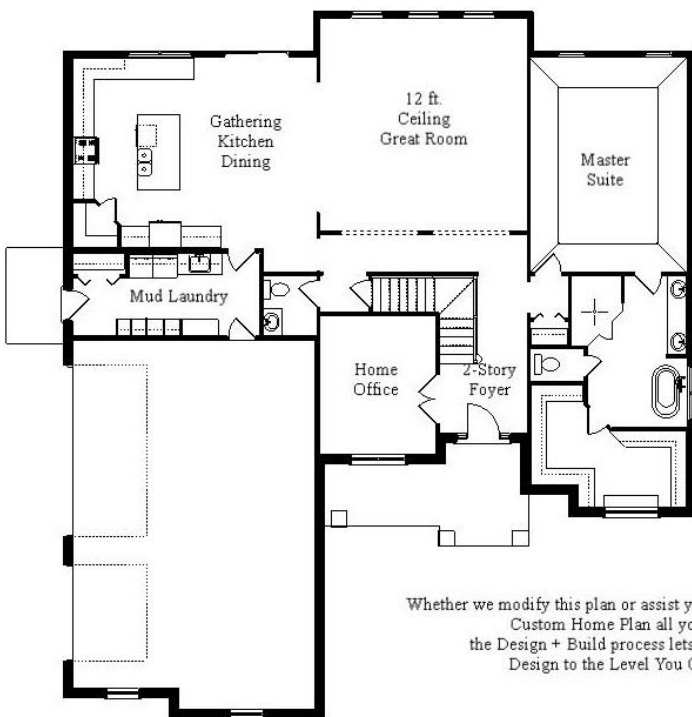 Gathering
Kitchen
Dining
12 ft.
Ceiling
Great Room
Master
Suite
Mud Laundry
Home
Office
2-Story
Foyer
Whether we modify this plan or assist
Custom Home Plan all
the Design + Build process lets
Design to the Level You